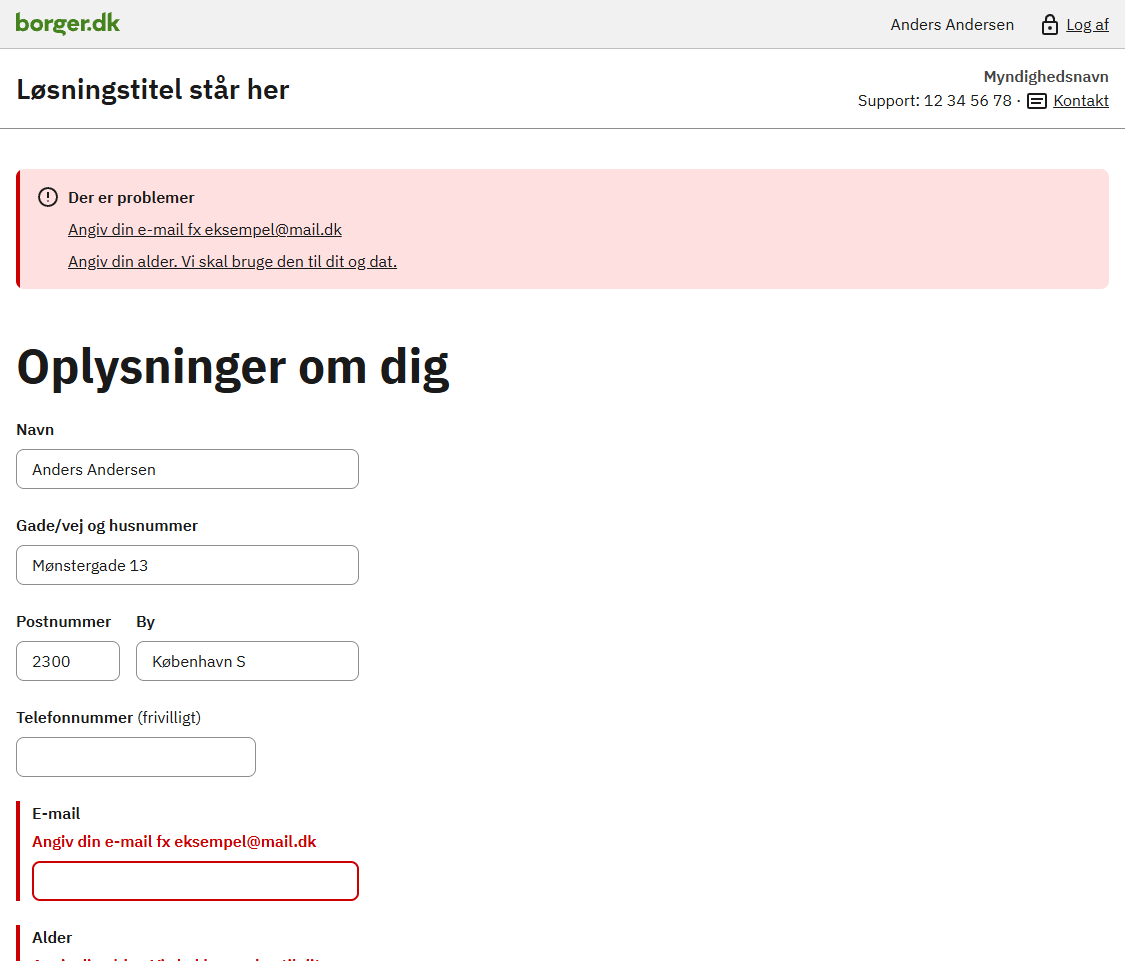 borger.dk
Anders Andersen Log af
Løsningstitel står her
Myndighedsnavn
Support: 12 34 56 78 · Kontakt
Der er problemer
Angiv din e-mail fx eksempel@mail.dk
Angiv din alder. Vi skal bruge den til dit og dat.
Oplysninger om dig
Navn
Anders Andersen
Gade/vej og husnummer
Mønstergade 13
Postnummer By
2300 København S
Telefonnummer (frivilligt)
E-mail
Angiv din e-mail fx eksempel@mail.dk
Alder